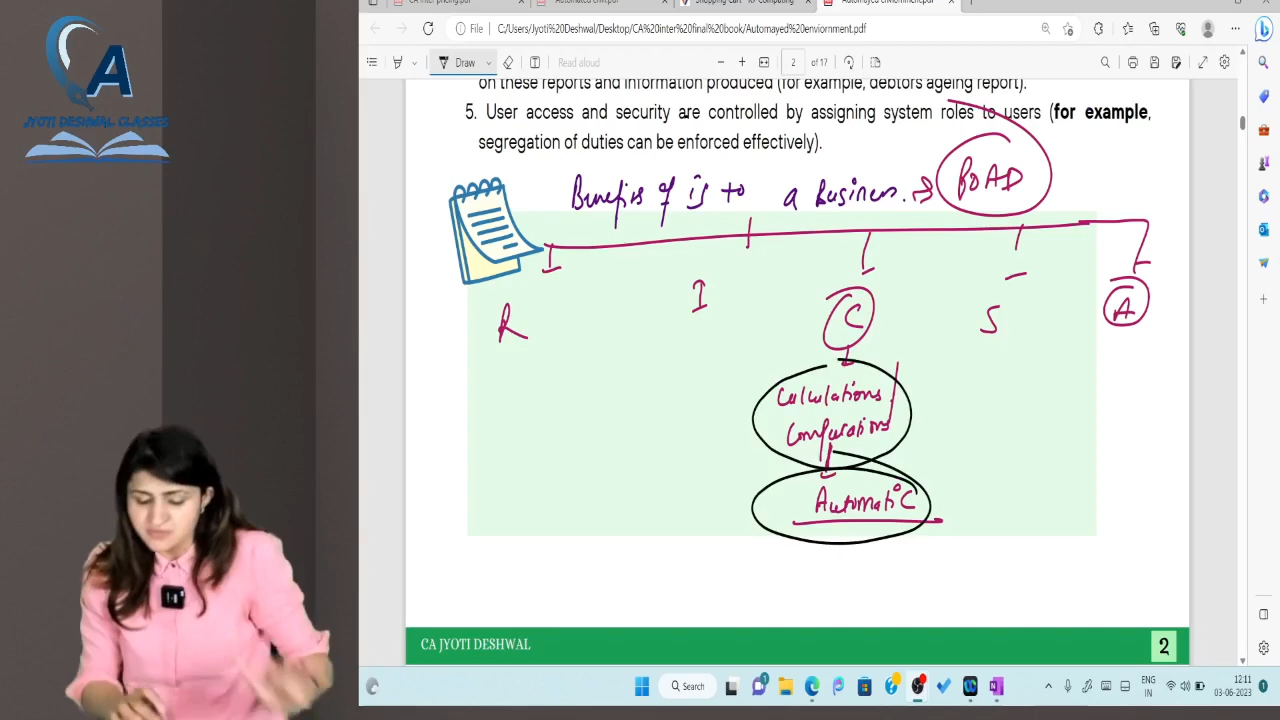 CA
JYOTI DESHWAL CLASSES
File
C:/Users/Jyoti Deshwal/Desktop/CA%20inter%20final%20book/Automayed%20enviornment.pdf
Draw
Read aloud
2 of 17
on these reports and information produced (for example, debtors ageing report).
5. User access and security are controlled by assigning system roles to users (for example,
segregation of duties can be enforced effectively).
Benefits of is to a Business. →
R I C S A
Calculations
Automatic
CA JYOTI DESHWAL
2
Search
ENG
IN
12:11
03-06-2023